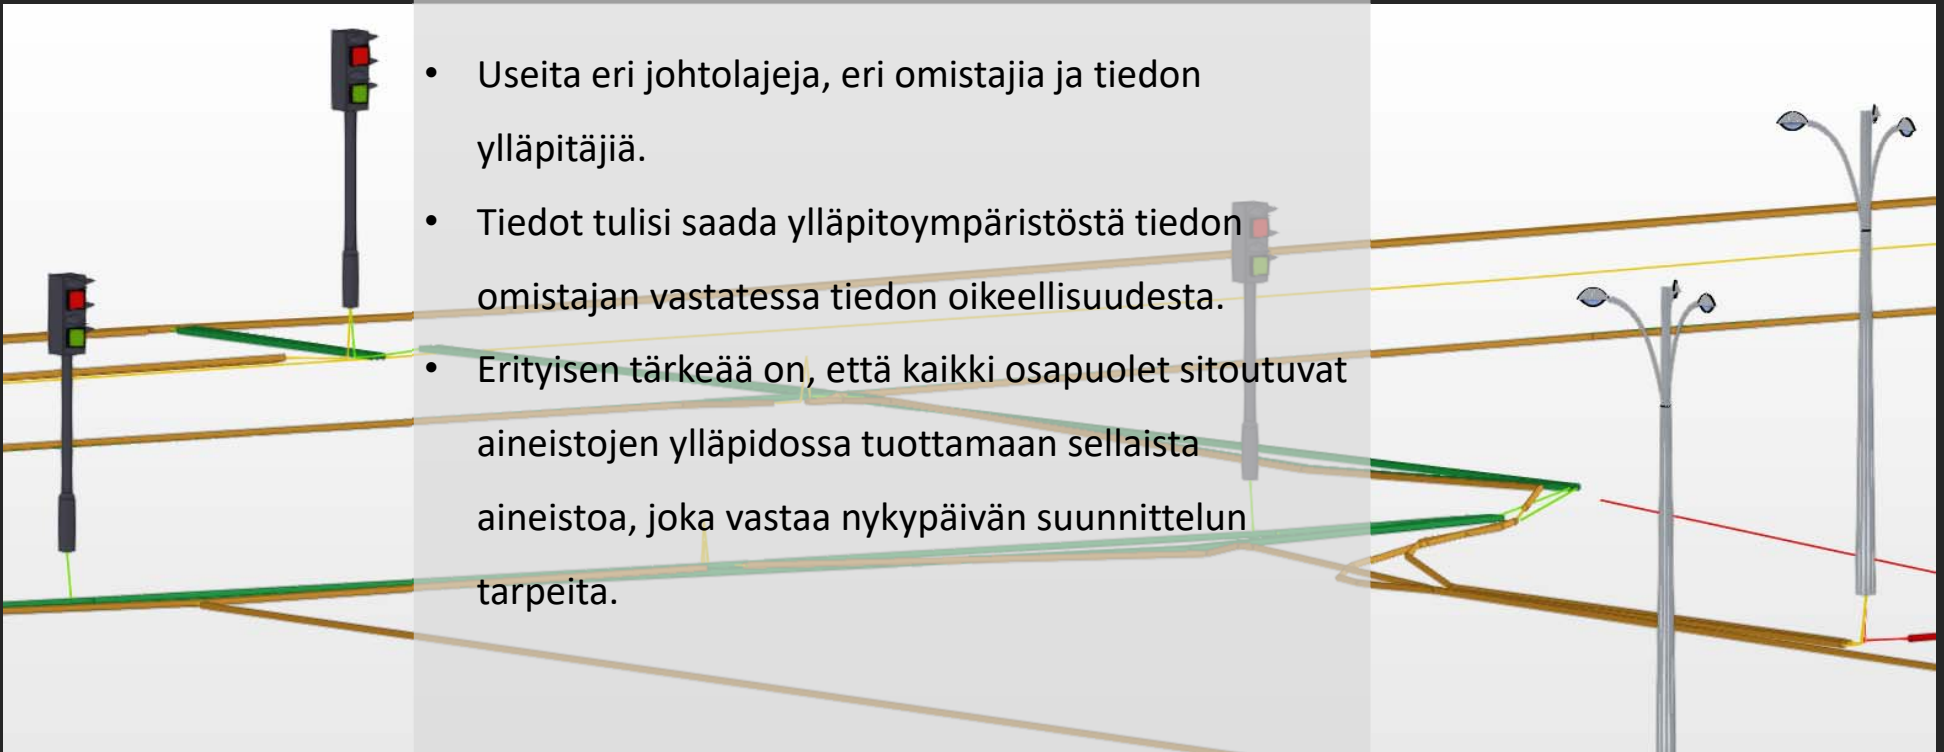 • Useita eri johtolajeja, eri omistajia ja tiedon
ylläpitäjiä.
• Tiedot tulisi saada ylläpitoympäristöstä tiedon
omistajan vastatessa tiedon oikeellisuudesta.
• Erityisen tärkeää on, että kaikki osapuolet sitoutuvat
aineistojen ylläpidossa tuottamaan sellaista
aineistoa, joka vastaa nykypäivän suunnittelun
tarpeita.